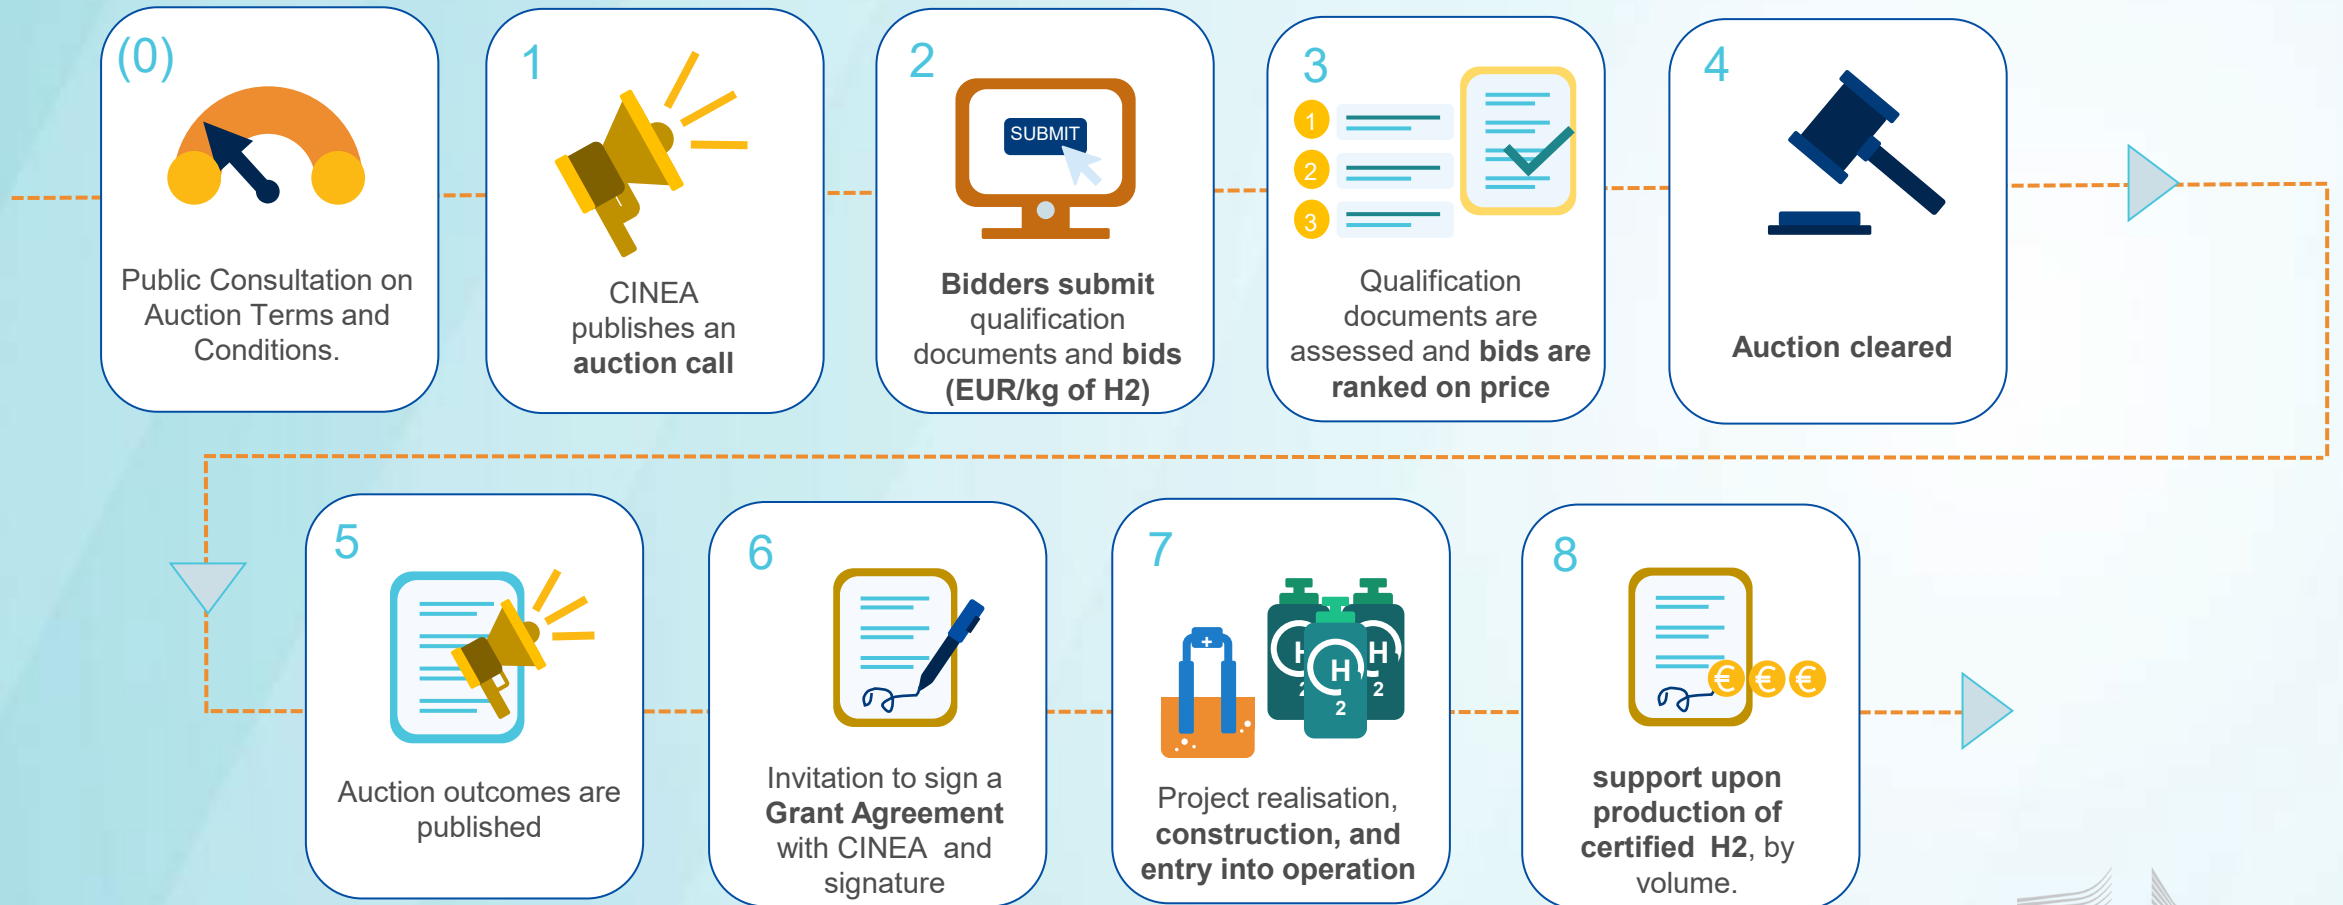 (0)
Public Consultation on
Auction Terms and
Conditions.
1
CINEA
publishes an
auction call
2
SUBMIT
Bidders submit
qualification
documents and bids
(EUR/kg of H2)
3
1
2
3
Qualification
documents are
assessed and bids are
ranked on price
4
Auction cleared
5
Auction outcomes are
published
6
Invitation to sign a
Grant Agreement
with CINEA and
signature
7
+
H
2
H
2
H
2
Project realisation,
construction, and
entry into operation
8
€ € €
support upon
production of
certified H2, by
volume.